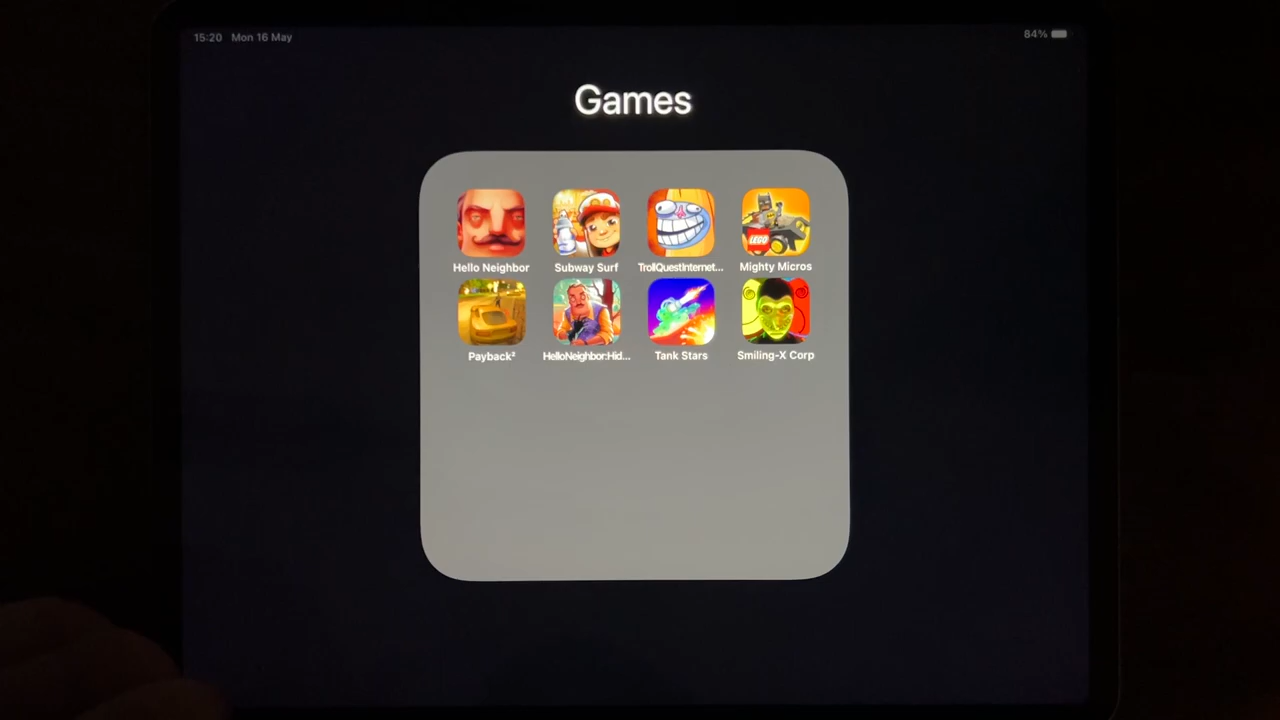 15:20 Mon 16 May
84%
Games
LEGO
Hello Neighbor
Subway Surf
TrollQuestInternet...
Mighty Micros
Payback²
HelloNeighbor:Hid...
Tank Stars
Smiling-X Corp